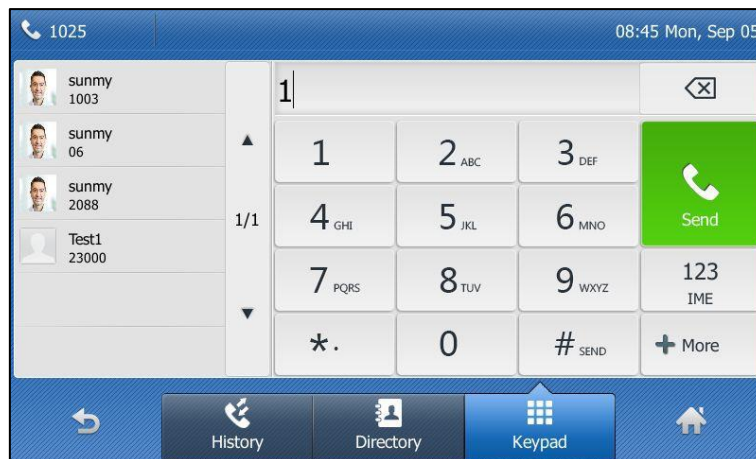 1025
08:45 Mon, Sep 05
sunmy
1003
sunmy
06
sunmy
2088
Test1
23000
1/1
1
1
2 ABC
3 DEF
Send
4 GHI
5 JKL
6 MNO
7 PQRS
8 TUV
9 WXYZ
123
IME
*.
0
# SEND
+ More
History
Directory
Keypad